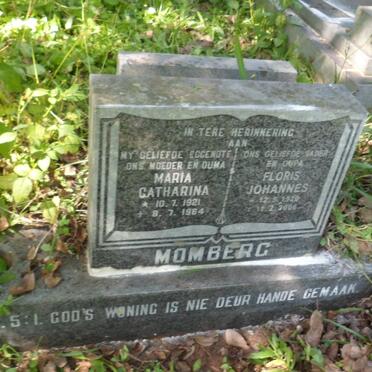 IN TERE HERINNERING
AAN
MY GELIEFDE EGGENOTE
ONS MOEDER EN OUMA
MARIA
CATHARINA
* 10.7.1921
+ 8.7.1964
ONS GELIEFDE VADER
EN OUPA
FLORIS
JOHANNES
MOMBERG
.5:1. GOD'S WONING IS NIE DEUR HANDE GEMAAK.